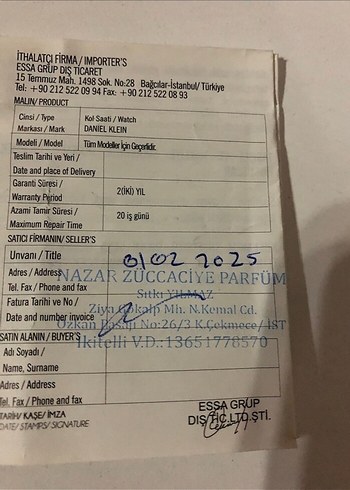 İTHALATÇI FİRMA / IMPORTER'S
ESSA GRUP DIŞ TİCARET
15 Temmuz Mah. 1498 Sok. No:28 Bağcılar-İstanbul/ Türkiye
Tel: +90 212 522 09 94 Fax: +90 212 522 08 93
MALIN/ PRODUCT
Cinsi / Type Kol Saati / Watch
Markası / Mark DANIEL KLEIN
Modeli / Model Tüm Modeller İçin Geçerlidir.
Teslim Tarihi ve Yeri /
Date and place of Delivery
Garanti Süresi /
Warranty Period 2(İKİ) YIL
Azami Tamir Süresi /
Maximum Repair Time 20 iş günü
SATICI FİRMANIN/ SELLER'S
Unvanı / Title 01 02 2025
Adres / Address NAZAR ZÜCCACİYE PARFÜM
Tel. Fax / Phone and fax Sıtkı YILMAZ
Fatura Tarihi ve No / Ziya Gökalp Mh. N.Kemal Cd.
Date and number invoice Özkan Pasajı No:26/3 K.Çekmece/ İST
SATIN ALANIN / BUYER'S İkitelli V.D.:13651778570
Adı Soyadı /
Name, Surname
Adres / Address
Tel. Fax / Phone and fax
TARİH/ KAŞE/ İMZA ESSA GRUP
DATE/ STAMPS/ SIGNATURE DIŞ TİC.LTD.ŞTİ.